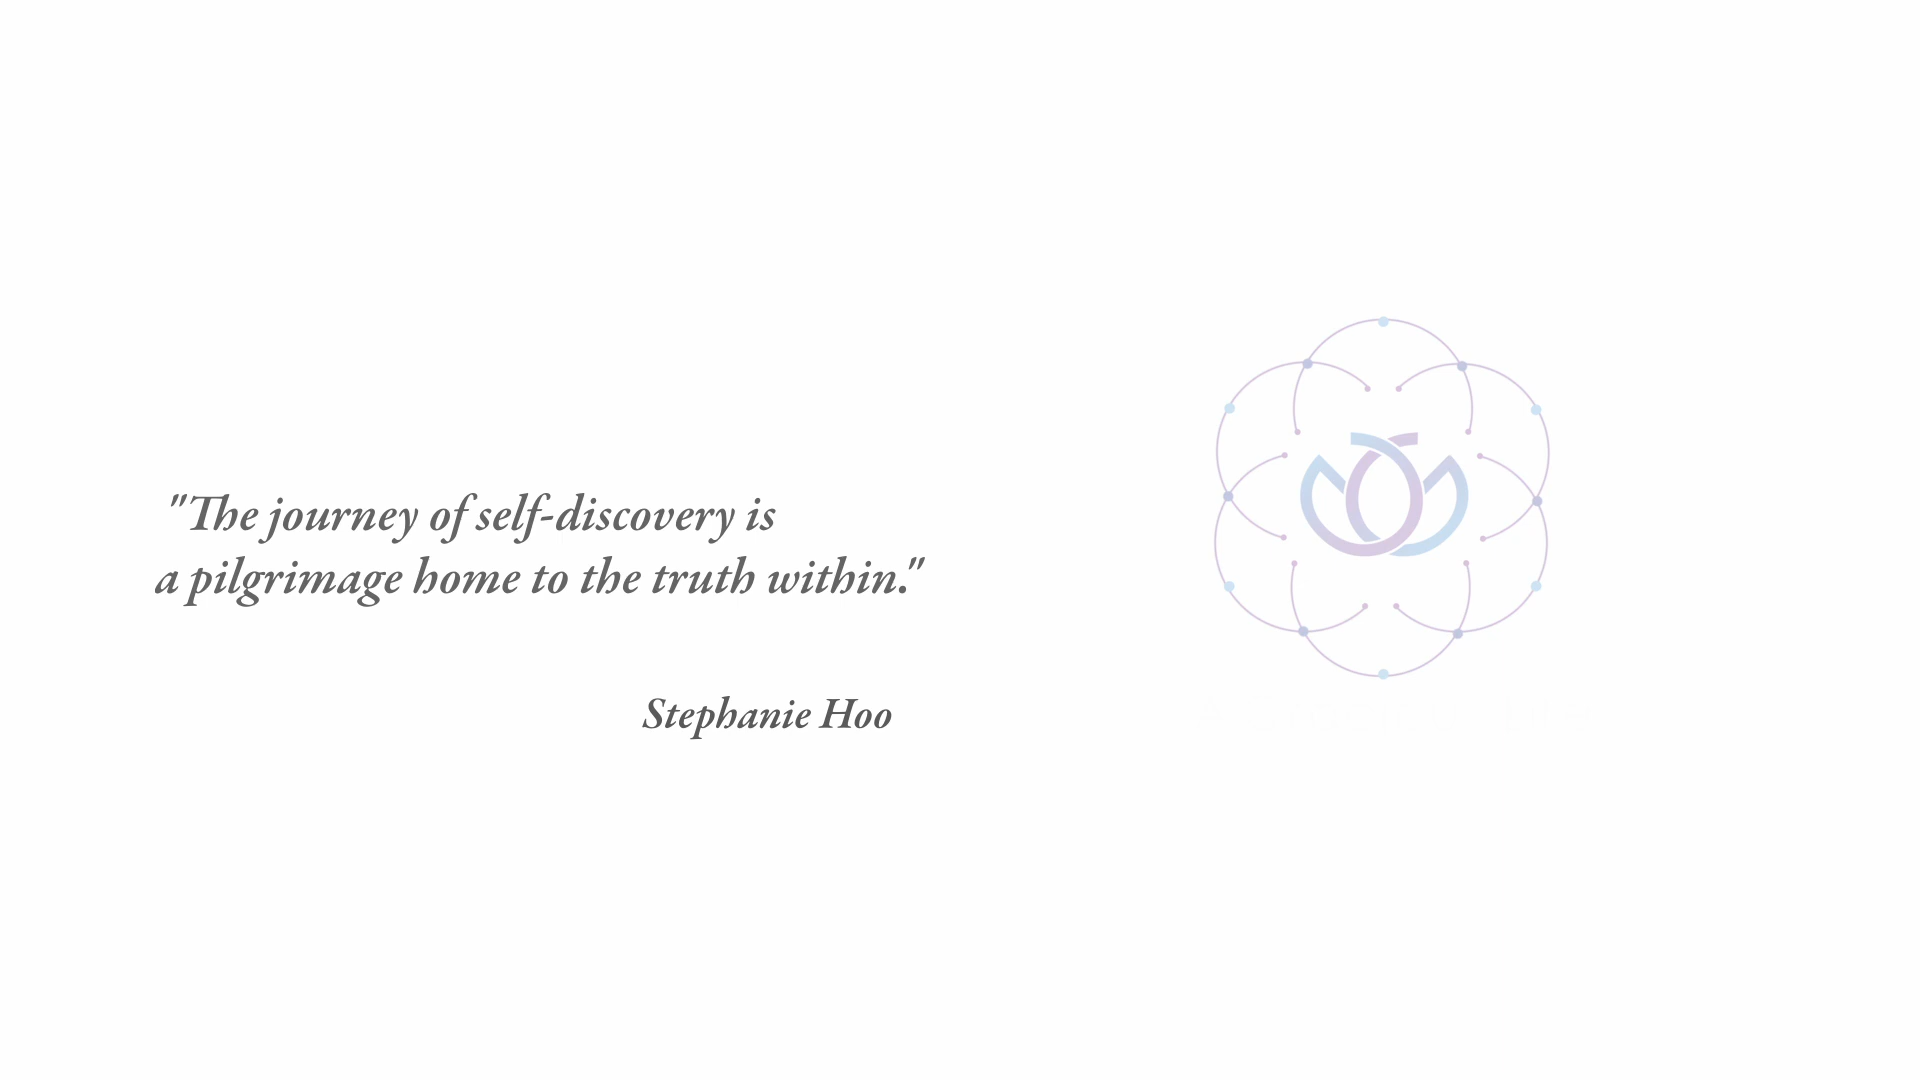 "The journey of self-discovery is
a pilgrimage home to the truth within."
Stephanie Hoo